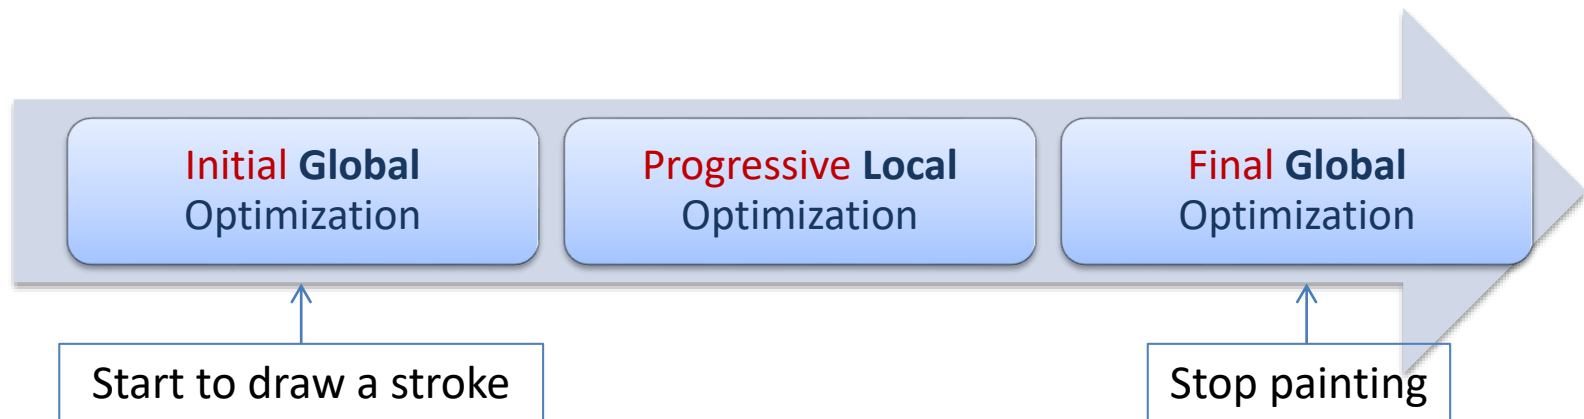 Initial Global
Optimization
Progressive Local
Optimization
Final Global
Optimization
Start to draw a stroke
Stop painting